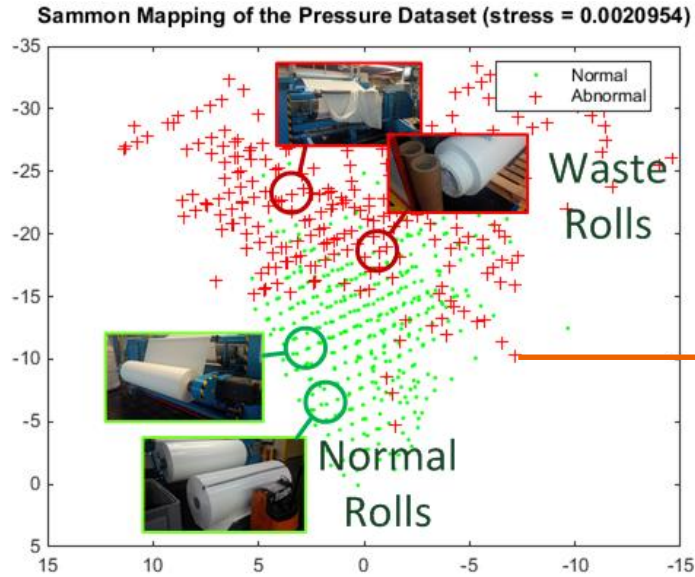 Sammon Mapping of the Pressure Dataset (stress = 0.0020954)
-35
-30
-25
-20
-15
-10
-5
0
5
Normal
Abnormal
Waste
Rolls
Normal
Rolls
15
10
5
0
-5
-10
-15